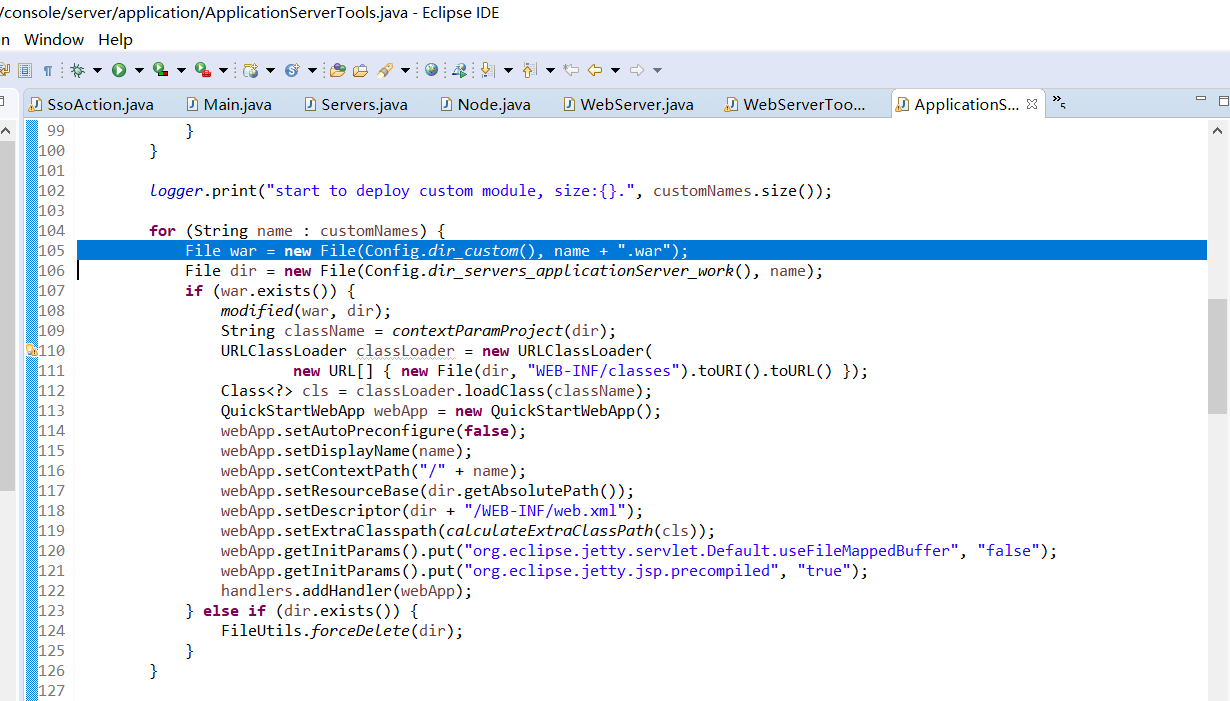 /console/server/application/ApplicationServerTools.java - Eclipse IDE
n Window Help
SsoAction.java Main.java Servers.java Node.java WebServer.java WebServerToo... ApplicationS... »5
99 }
100 }
101
102 logger.print("start to deploy custom module, size:{}.", customNames.size());
103
104 for (String name : customNames) {
105 File war = new File(Config.dir_custom(), name + ".war");
106 File dir = new File(Config.dir_servers_applicationServer_work(), name);
107 if (war.exists()) {
108 modified(war, dir);
109 String className = contextParamProject(dir);
110 URLClassLoader classLoader = new URLClassLoader(
111 new URL[] { new File(dir, "WEB-INF/classes").toURI().toURL() });
112 Class<?> cls = classLoader.loadClass(className);
113 QuickStartWebApp webApp = new QuickStartWebApp();
114 webApp.setAutoPreconfigure(false);
115 webApp.setDisplayName(name);
116 webApp.setContextPath("/" + name);
117 webApp.setResourceBase(dir.getAbsolutePath());
118 webApp.setDescriptor(dir + "/WEB-INF/web.xml");
119 webApp.setExtraClasspath(calculateExtraClassPath(cls));
120 webApp.getInitParams().put("org.eclipse.jetty.servlet.Default.useFileMappedBuffer", "false");
121 webApp.getInitParams().put("org.eclipse.jetty.jsp.precompiled", "true");
122 handlers.addHandler(webApp);
123 } else if (dir.exists()) {
124 FileUtils.forceDelete(dir);
125 }
126 }
127